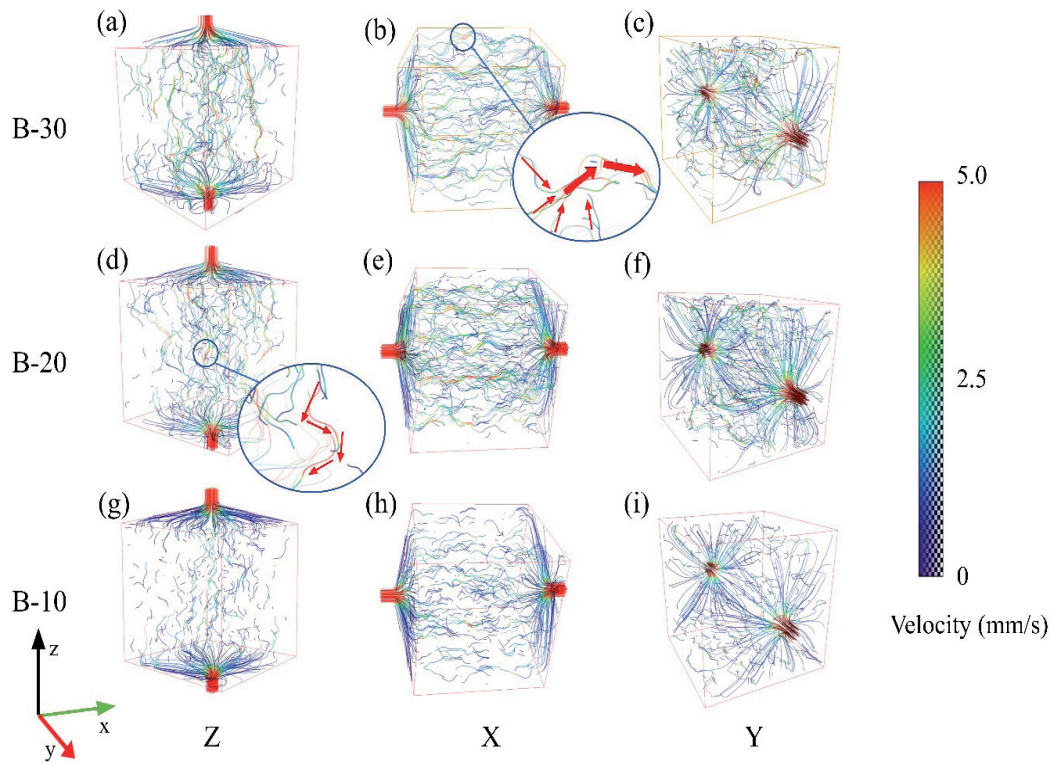 (a)
(b)
(c)
B-30
5.0
(d)
(e)
(f)
B-20
2.5
(g)
(h)
(i)
0
B-10
Velocity (mm/s)
z
x
y
Z
X
Y